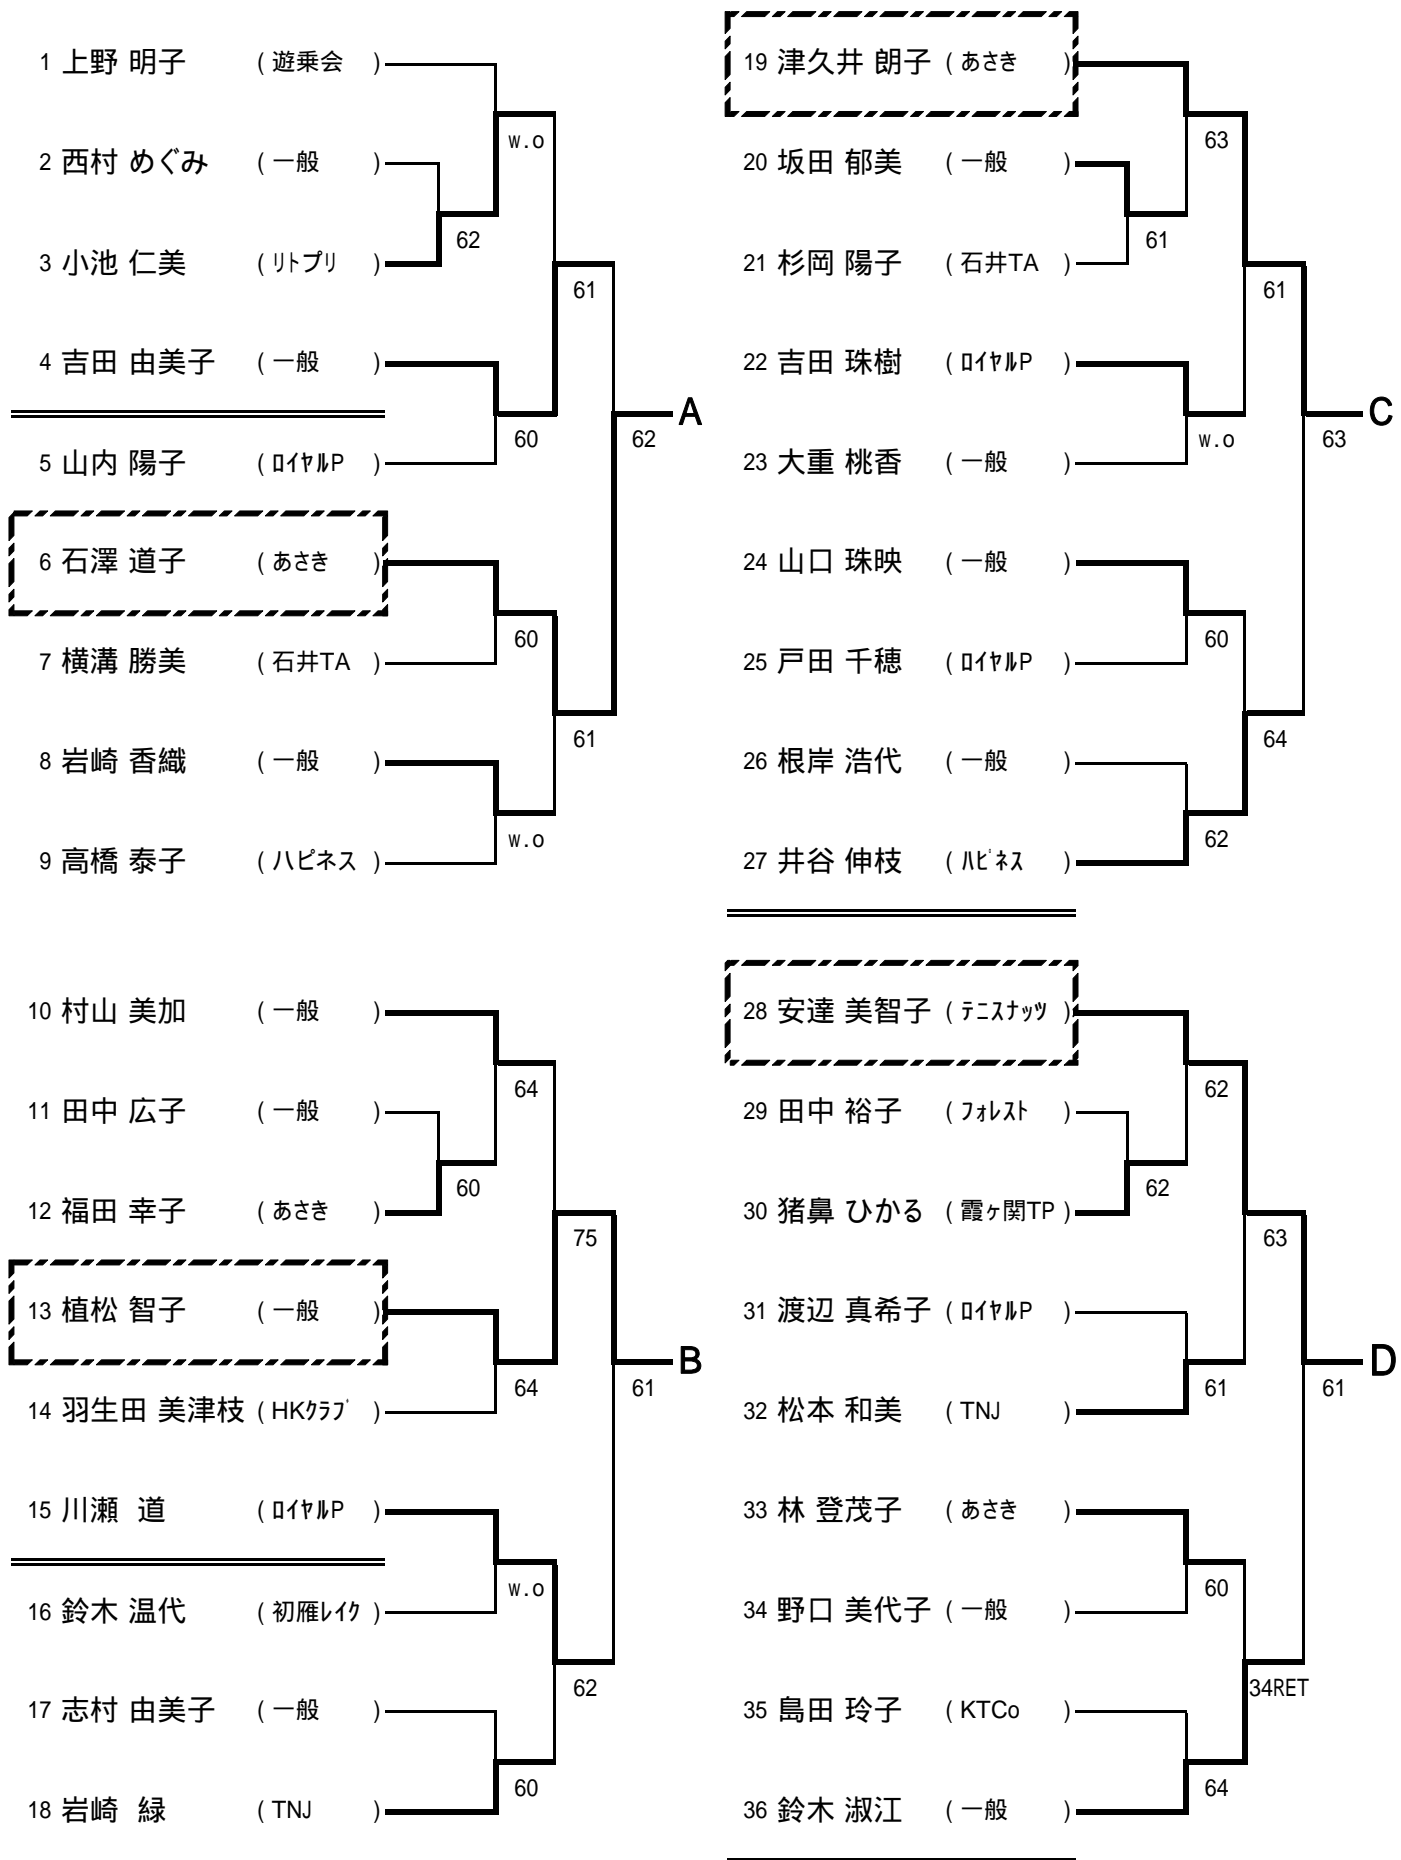 1 上野 明子 ( 遊乗会 )
w.o
2 西村 めぐみ ( 一般 )
62
3 小池 仁美 ( リトプリ )
61
4 吉田 由美子 ( 一般 )
A
60
62
5 山内 陽子 ( ﾛｲﾔﾙP )
6 石澤 道子 ( あさき )
60
7 横溝 勝美 ( 石井TA )
61
8 岩崎 香織 ( 一般 )
w.o
9 高橋 泰子 ( ハピネス )
10 村山 美加 ( 一般 )
64
11 田中 広子 ( 一般 )
60
12 福田 幸子 ( あさき )
75
13 植松 智子 ( 一般 )
B
64
61
14 羽生田 美津枝 ( HKｸﾗﾌﾞ )
15 川瀬 道 ( ﾛｲﾔﾙP )
w.o
16 鈴木 温代 ( 初雁ﾚｲｸ )
62
17 志村 由美子 ( 一般 )
60
18 岩崎 緑 ( TNJ )
19 津久井 朗子 ( あさき )
63
20 坂田 郁美 ( 一般 )
61
21 杉岡 陽子 ( 石井TA )
61
22 吉田 珠樹 ( ﾛｲﾔﾙP )
C
w.o
63
23 大重 桃香 ( 一般 )
24 山口 珠映 ( 一般 )
60
25 戸田 千穂 ( ﾛｲﾔﾙP )
64
26 根岸 浩代 ( 一般 )
62
27 井谷 伸枝 ( ﾊﾋﾟﾈｽ )
28 安達 美智子 ( ﾃﾆｽﾅｯﾂ )
62
29 田中 裕子 ( ﾌｫﾚｽﾄ )
62
30 猪鼻 ひかる ( 霞ヶ関TP )
63
31 渡辺 真希子 ( ﾛｲﾔﾙP )
D
61
61
32 松本 和美 ( TNJ )
33 林 登茂子 ( あさき )
60
34 野口 美代子 ( 一般 )
34RET
35 島田 玲子 ( KTCo )
64
36 鈴木 淑江 ( 一般 )